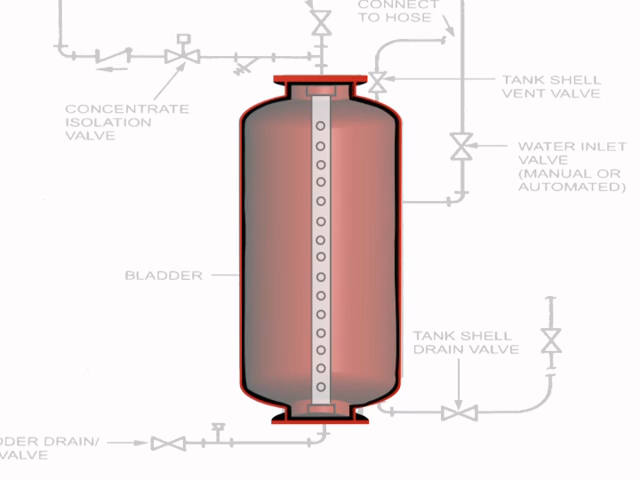 CONNECT
TO HOSE
TANK SHELL
VENT VALVE
CONCENTRATE
ISOLATION
VALVE
WATER INLET
VALVE
(MANUAL OR
AUTOMATED)
BLADDER
TANK SHELL
DRAIN VALVE
DDER DRAIN/
VALVE